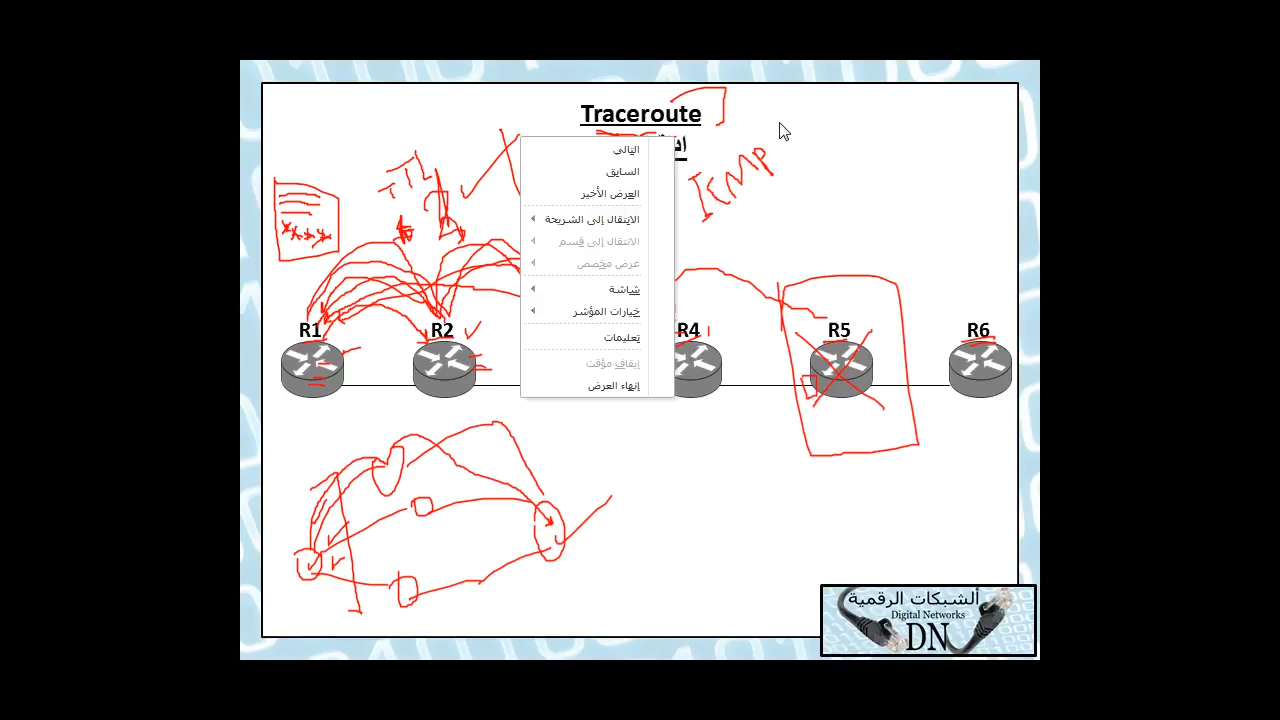 Traceroute
TTL
ICMP
التالى
السابق
العرض الأخير
الانتقال إلى الشريحة
الانتقال إلى قسم
عرض مخصص
شاشة
خيارات المؤشر
تعليمات
إيقاف مؤقت
إنهاء العرض
R1 R2 R4 R5 R6
ألشبكات الرقمية
Digital Networks
DN